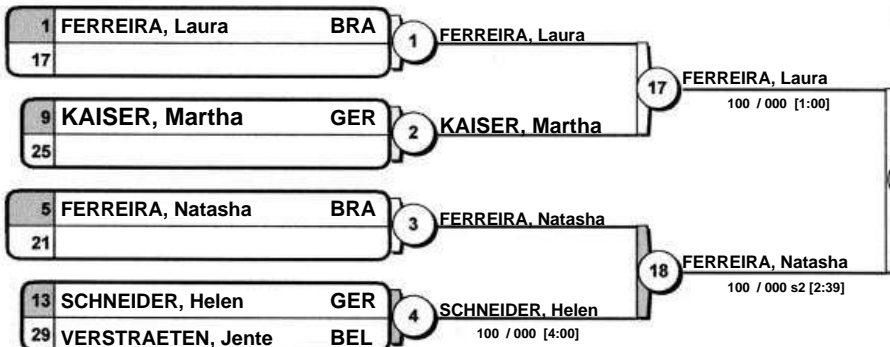 1 FERREIRA, Laura BRA
17
1 FERREIRA, Laura
9 KAISER, Martha GER
25
2 KAISER, Martha
17 FERREIRA, Laura
100 / 000 [1:00]
5 FERREIRA, Natasha BRA
21
3 FERREIRA, Natasha
13 SCHNEIDER, Helen GER
29 VERSTRAETEN, Jente BEL
4 SCHNEIDER, Helen
100 / 000 [4:00]
18 FERREIRA, Natasha
100 / 000 s2 [2:39]